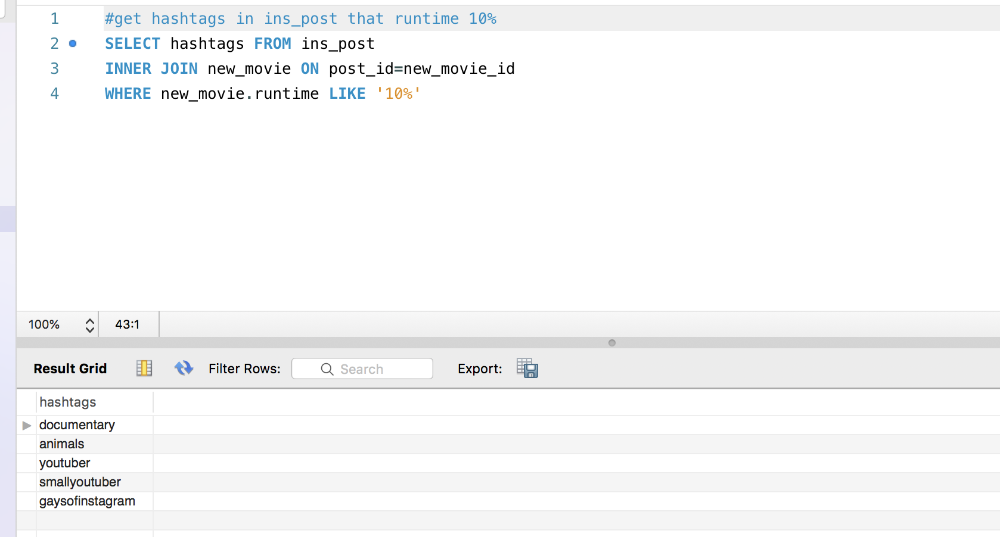 1 #get hashtags in ins_post that runtime 10%
2 SELECT hashtags FROM ins_post
3 INNER JOIN new_movie ON post_id=new_movie_id
4 WHERE new_movie.runtime LIKE '10%'
100% 43:1
Result Grid Filter Rows: Search Export:
hashtags
documentary
animals
youtuber
smallyoutuber
gaysofinstagram